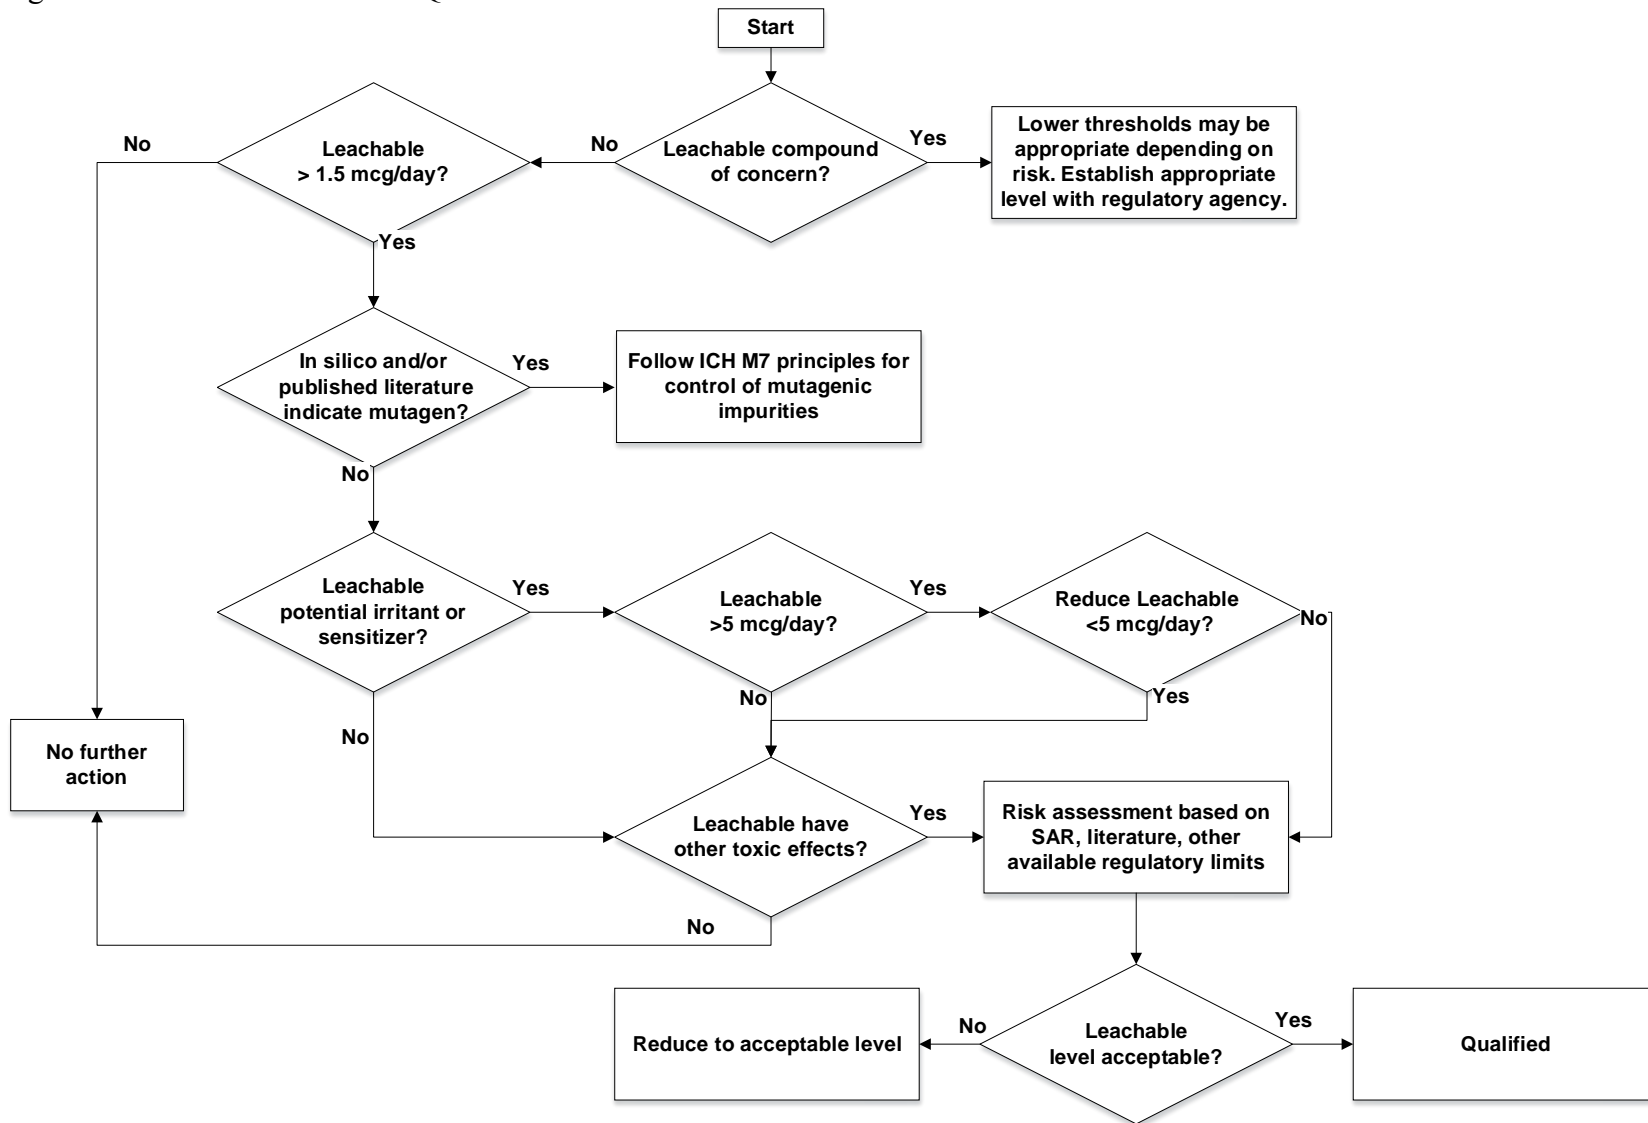 Start
No
Leachable
> 1.5 mcg/day?
No
Leachable compound
of concern?
Yes
Lower thresholds may be
appropriate depending on
risk. Establish appropriate
level with regulatory agency.
Yes
In silico and/or
published literature
indicate mutagen?
Yes
Follow ICH M7 principles for
control of mutagenic
impurities
No
Leachable
potential irritant or
sensitizer?
Yes
Leachable
>5 mcg/day?
Yes
Reduce Leachable
<5 mcg/day?
No
No
No
Yes
No further
action
Leachable have
other toxic effects?
Yes
Risk assessment based on
SAR, literature, other
available regulatory limits
No
Reduce to acceptable level
No
Leachable
level acceptable?
Yes
Qualified